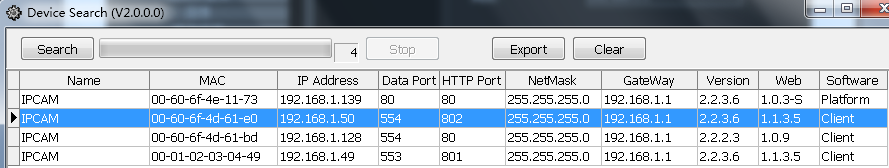 Device Search (V2.0.0.0)
Search 4 Stop Export Clear
Name MAC IP Address Data Port HTTP Port NetMask GateWay Version Web Software
IPCAM 00-60-6f-4e-11-73 192.168.1.139 80 80 255.255.255.0 192.168.1.1 2.2.3.6 1.0.3-S Platform
IPCAM 00-60-6f-4d-61-e0 192.168.1.50 554 802 255.255.255.0 192.168.1.1 2.2.3.6 1.1.3.5 Client
IPCAM 00-60-6f-4d-61-bd 192.168.1.128 554 80 255.255.255.0 192.168.1.1 2.2.2.3 1.0.9 Client
IPCAM 00-01-02-03-04-49 192.168.1.49 553 801 255.255.255.0 192.168.1.1 2.2.3.6 1.1.3.5 Client